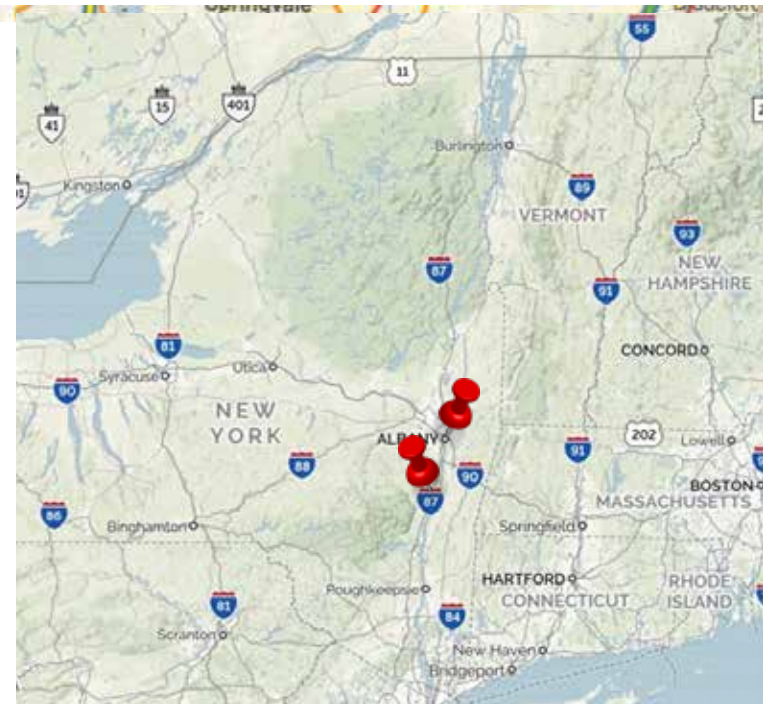 Springvale
55
11
15
401
41
Burlington
Kingston
89
VERMONT
93
NEW
HAMPSHIRE
87
91
81
CONCORD
Utica
Syracuse
90
NEW
YORK
ALBANY
202
Lowell
91
88
90
BOSTON
87
MASSACHUSETTS
86
Binghamton
Springfield
HARTFORD
RHODE
ISLAND
Poughkeepsie
CONNECTICUT
81
84
Scranton
New Haven
Bridgeport